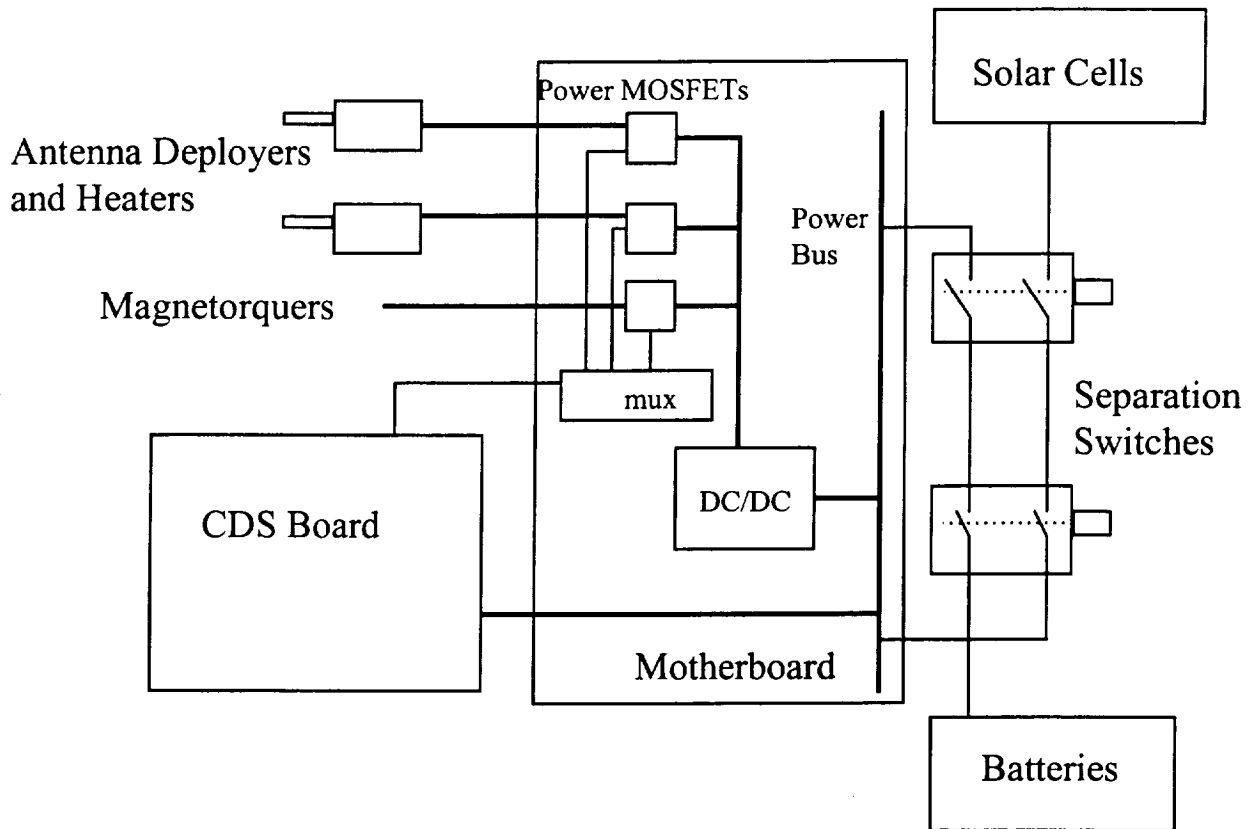 Solar Cells
Power MOSFETs
Antenna Deployers
and Heaters
Power
Bus
Magnetorquers
mux
Separation
Switches
DC/DC
CDS Board
Motherboard
Batteries